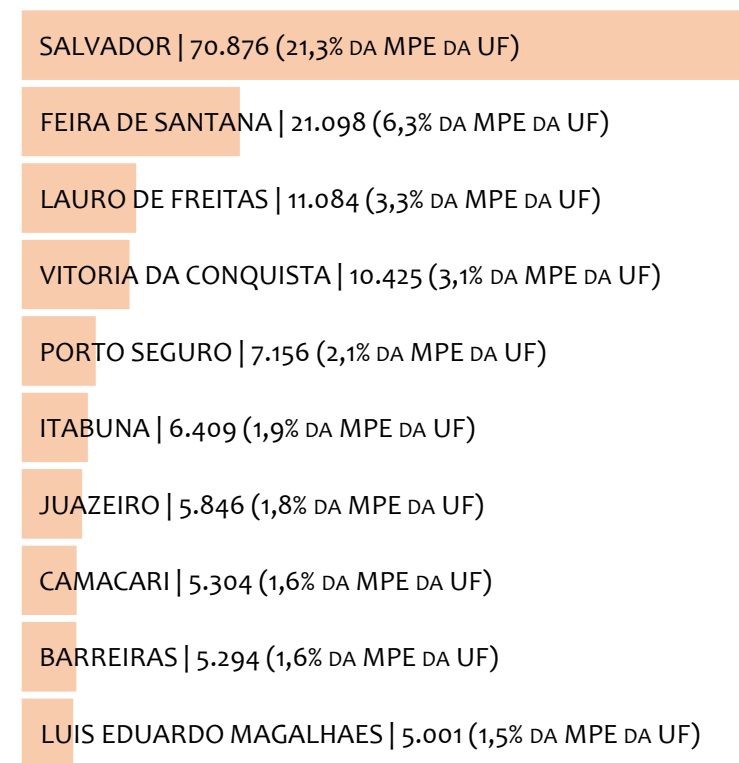 SALVADOR | 70.876 (21,3% DA MPE DA UF)
FEIRA DE SANTANA | 21.098 (6,3% DA MPE DA UF)
LAURO DE FREITAS | 11.084 (3,3% DA MPE DA UF)
VITORIA DA CONQUISTA | 10.425 (3,1% DA MPE DA UF)
PORTO SEGURO | 7.156 (2,1% DA MPE DA UF)
ITABUNA | 6.409 (1,9% DA MPE DA UF)
JUAZEIRO | 5.846 (1,8% DA MPE DA UF)
CAMACARI | 5.304 (1,6% DA MPE DA UF)
BARREIRAS | 5.294 (1,6% DA MPE DA UF)
LUIS EDUARDO MAGALHAES | 5.001 (1,5% DA MPE DA UF)